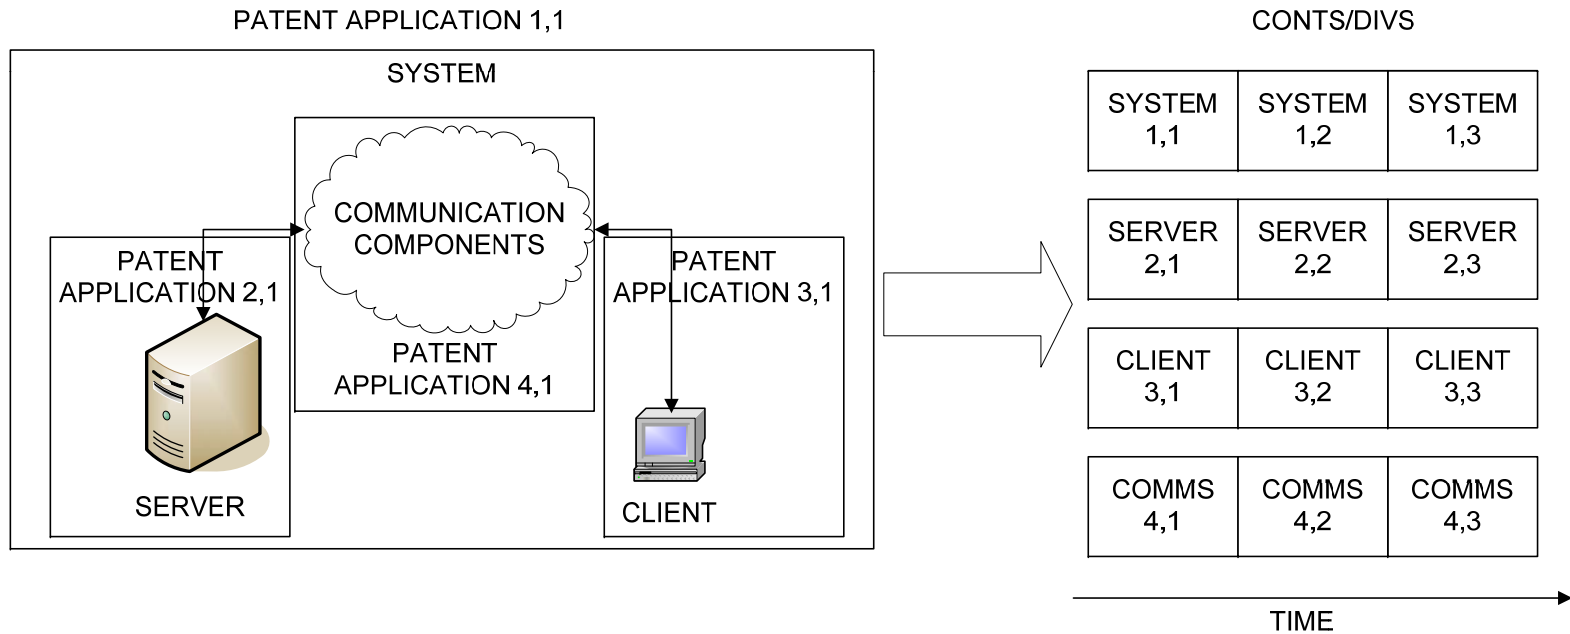 PATENT APPLICATION 1,1
SYSTEM
COMMUNICATION
COMPONENTS
PATENT
APPLICATION 2,1
PATENT
APPLICATION 3,1
PATENT
APPLICATION 4,1
SERVER
CLIENT
CONTS/DIVS
SYSTEM
1,1
SYSTEM
1,2
SYSTEM
1,3
SERVER
2,1
SERVER
2,2
SERVER
2,3
CLIENT
3,1
CLIENT
3,2
CLIENT
3,3
COMMS
4,1
COMMS
4,2
COMMS
4,3
TIME